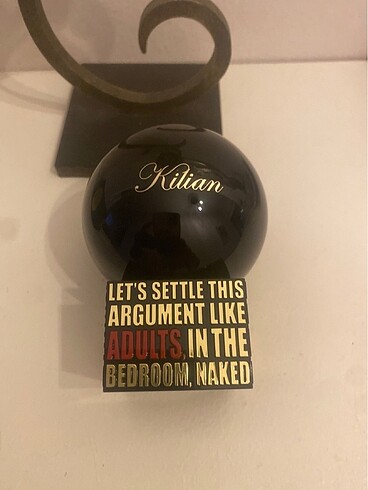 Kilian
LET'S SETTLE THIS
ARGUMENT LIKE
ADULTS, IN THE
BEDROOM, NAKED